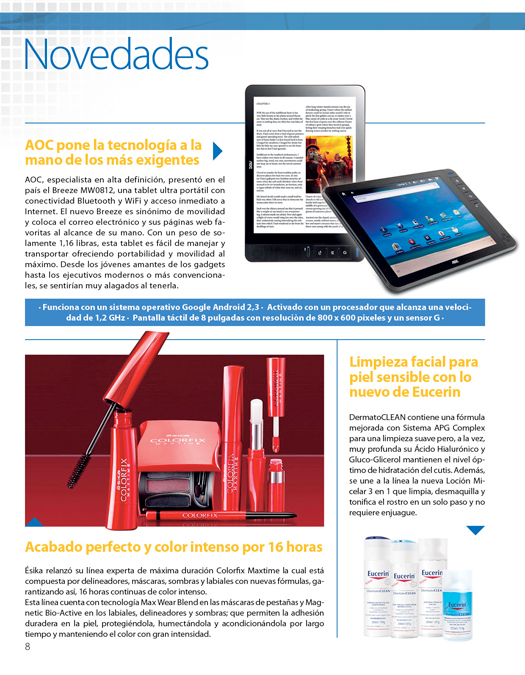 Novedades
AOC pone la tecnología a la
mano de los más exigentes
AOC, especialista en alta definición, presentó en el
país el Breeze MW0812, una tablet ultra portátil con
conectividad Bluetooth y WiFi y acceso inmediato a
Internet. El nuevo Breeze es sinónimo de movilidad
y coloca el correo electrónico y sus páginas web fa-
voritas al alcance de su mano. Con un peso de so-
lamente 1,16 libras, esta tablet es fácil de manejar y
transportar ofreciendo portabilidad y movilidad al
máximo. Desde los jóvenes amantes de los gadgets
hasta los ejecutivos modernos o más convenciona-
les, se sentirían muy alagados al tenerla.
· Funciona con un sistema operativo Google Android 2,3 · Activado con un procesador que alcanza una veloci-
dad de 1,2 GHz · Pantalla táctil de 8 pulgadas con resolución de 800 x 600 pixeles y un sensor G ·
COLORFIX
COLORFIX
COLORFIX
COLORFIX
Acabado perfecto y color intenso por 16 horas
Ésika relanzó su línea experta de máxima duración Colorfix Maxtime la cual está
compuesta por delineadores, máscaras, sombras y labiales con nuevas fórmulas, ga-
rantizando así, 16 horas continuas de color intenso.
Esta línea cuenta con tecnología Max Wear Blend en las máscaras de pestañas y Mag-
netic Bio-Active en los labiales, delineadores y sombras; que permiten la adhesión
duradera en la piel, protegiéndola, humectándola y acondicionándola por largo
tiempo y manteniendo el color con gran intensidad.
8
Limpieza facial para
piel sensible con lo
nuevo de Eucerin
DermatoCLEAN contiene una fórmula
mejorada con Sistema APG Complex
para una limpieza suave pero, a la vez,
muy profunda su Ácido Hialurónico y
Gluco-Glicerol mantienen el nivel óp-
timo de hidratación del cutis. Además,
se une a la línea la nueva Loción Mi-
celar 3 en 1 que limpia, desmaquilla y
tonifica el rostro en un solo paso y no
requiere enjuague.
Eucerin
Eucerin
Eucerin
Eucerin